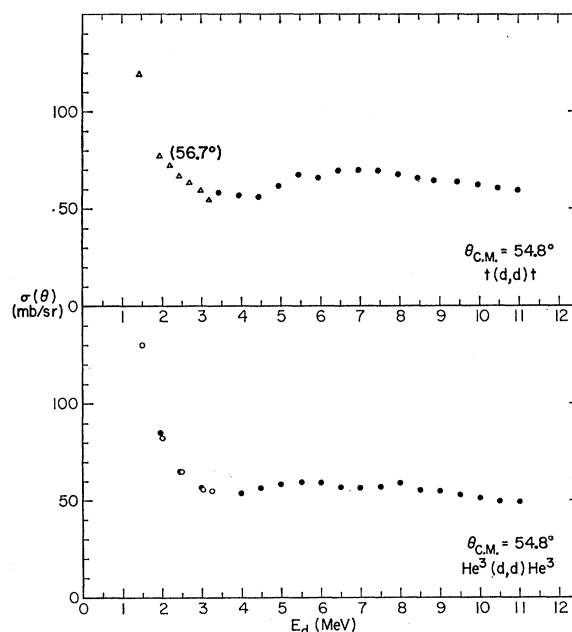 100
(56.7°)
.50
θC.M. = 54.8°
t(d,d)t
σ(θ)
(mb/sr)
0
1 2 3 4 5 6 7 8 9 10 11
100
50
θC.M. = 54.8°
He³(d,d)He³
0
0 1 2 3 4 5 6 7 8 9 10 11
Ed (MeV)